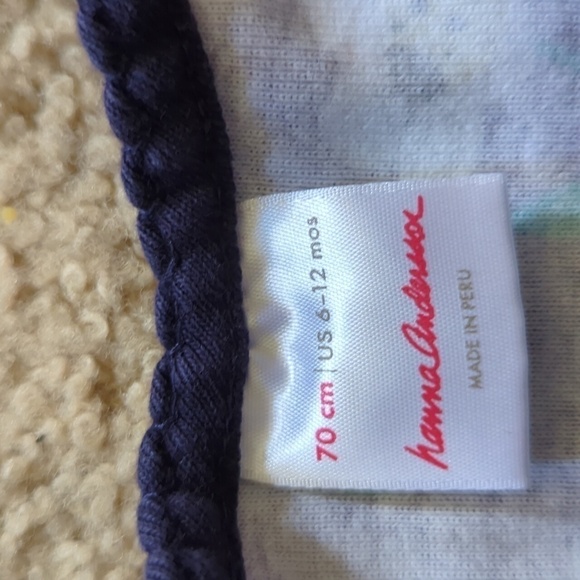 70 cm | US 6-12 mos
hanna andersson
MADE IN PERU